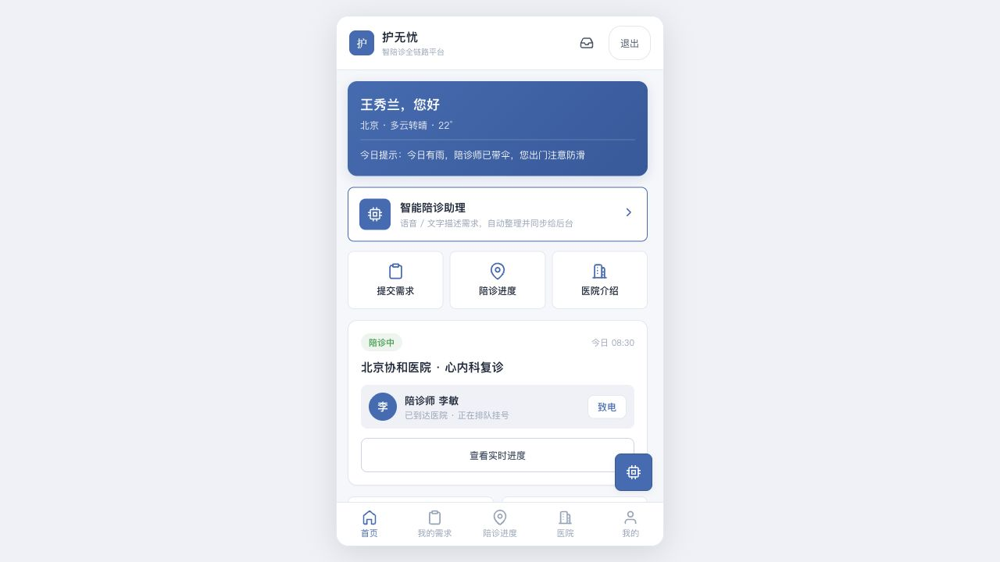 护
护无忧
智陪诊全链路平台
退出
王秀兰，您好
北京 · 多云转晴 · 22°
今日提示：今日有雨，陪诊师已带伞，您出门注意防滑
智能陪诊助理
语音 / 文字描述需求，自动整理并同步给后台
提交需求
陪诊进度
医院介绍
陪诊中
今日 08:30
北京协和医院 · 心内科复诊
李
陪诊师 李敏
已到达医院 · 正在排队挂号
致电
查看实时进度
首页
我的需求
陪诊进度
医院
我的